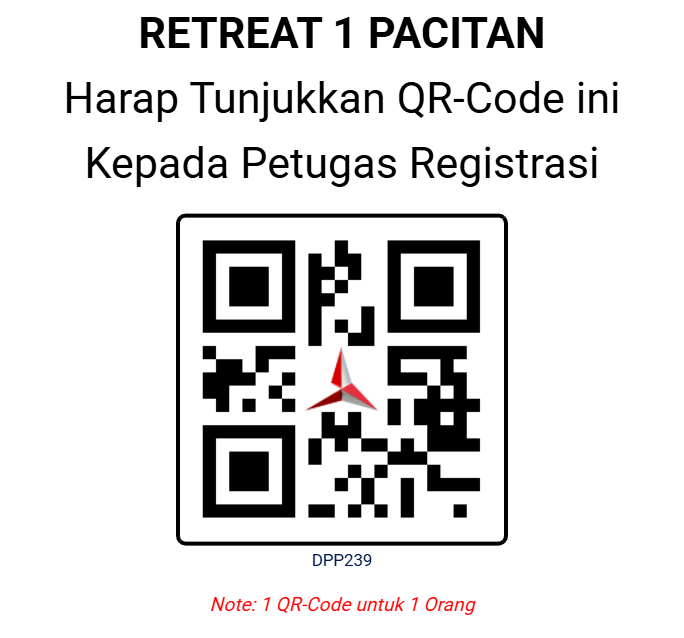 RETREAT 1 PACITAN
Harap Tunjukkan QR-Code ini
Kepada Petugas Registrasi
DPP239
Note: 1 QR-Code untuk 1 Orang